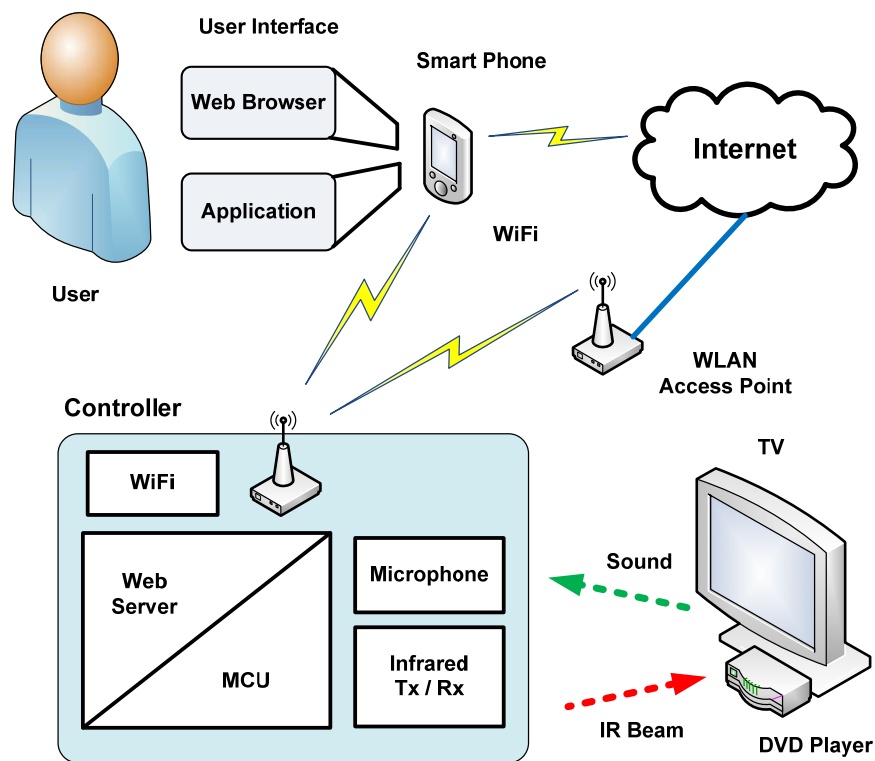 User Interface
Smart Phone
Web Browser
Internet
Application
WiFi
User
WLAN
Access Point
Controller
TV
WiFi
Sound
Microphone
Web
Server
Infrared
Tx / Rx
MCU
IR Beam
DVD Player